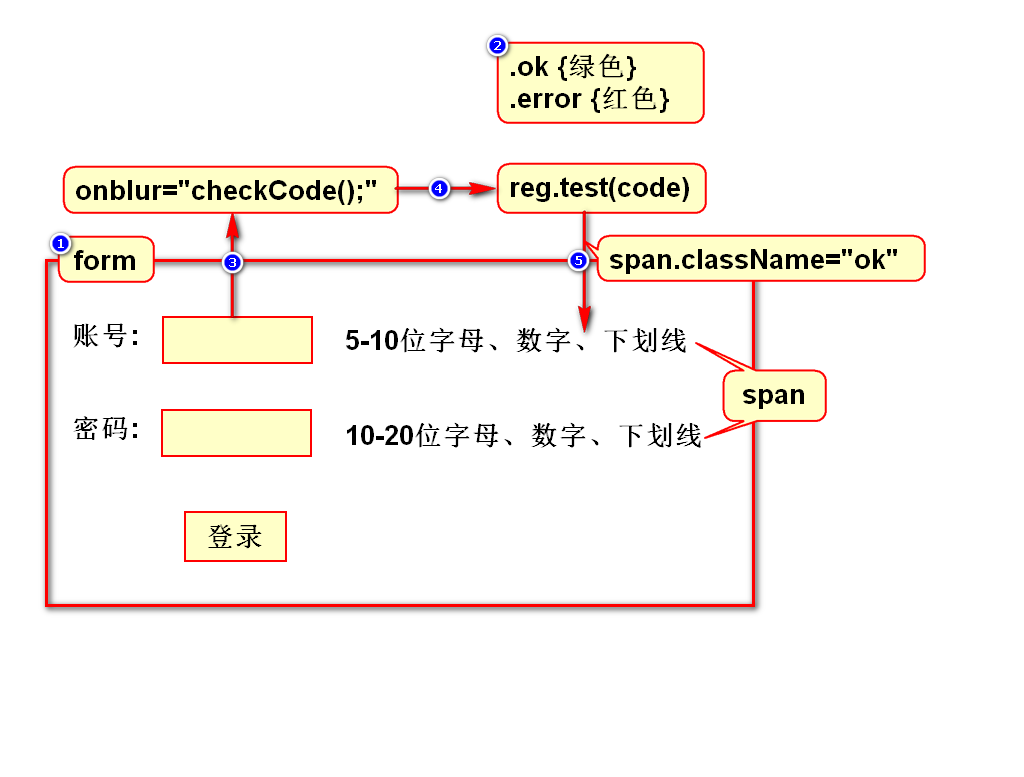 2
.ok {绿色}
.error {红色}
onblur="checkCode();"
4
reg.test(code)
1
form
3
5
span.className="ok"
账号:
5-10位字母、数字、下划线
span
密码:
10-20位字母、数字、下划线
登录